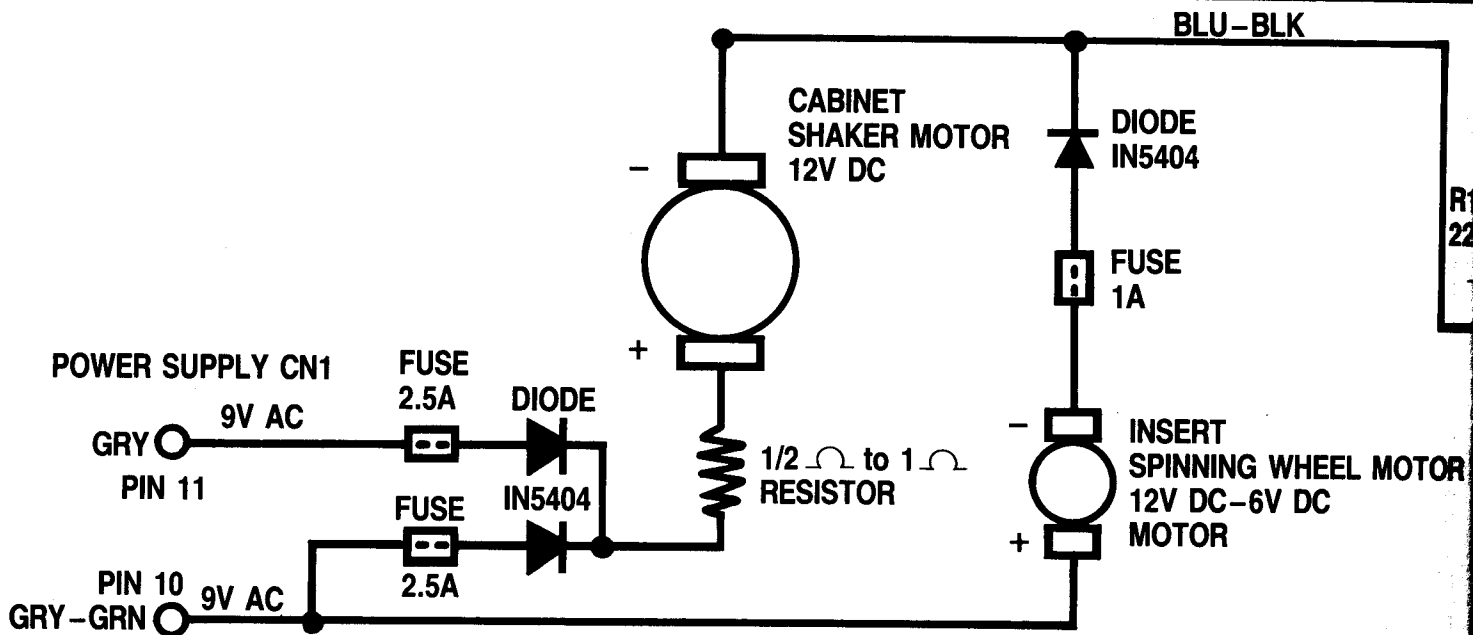 BLU-BLK
CABINET
SHAKER MOTOR
12V DC
-
+
DIODE
IN5404
FUSE
1A
R1
22
POWER SUPPLY CN1
9V AC
GRY
PIN 11
FUSE
2.5A
DIODE
IN5404
FUSE
2.5A
1/2 Ω to 1 Ω
RESISTOR
-
+
INSERT
SPINNING WHEEL MOTOR
12V DC-6V DC
MOTOR
PIN 10
9V AC
GRY-GRN